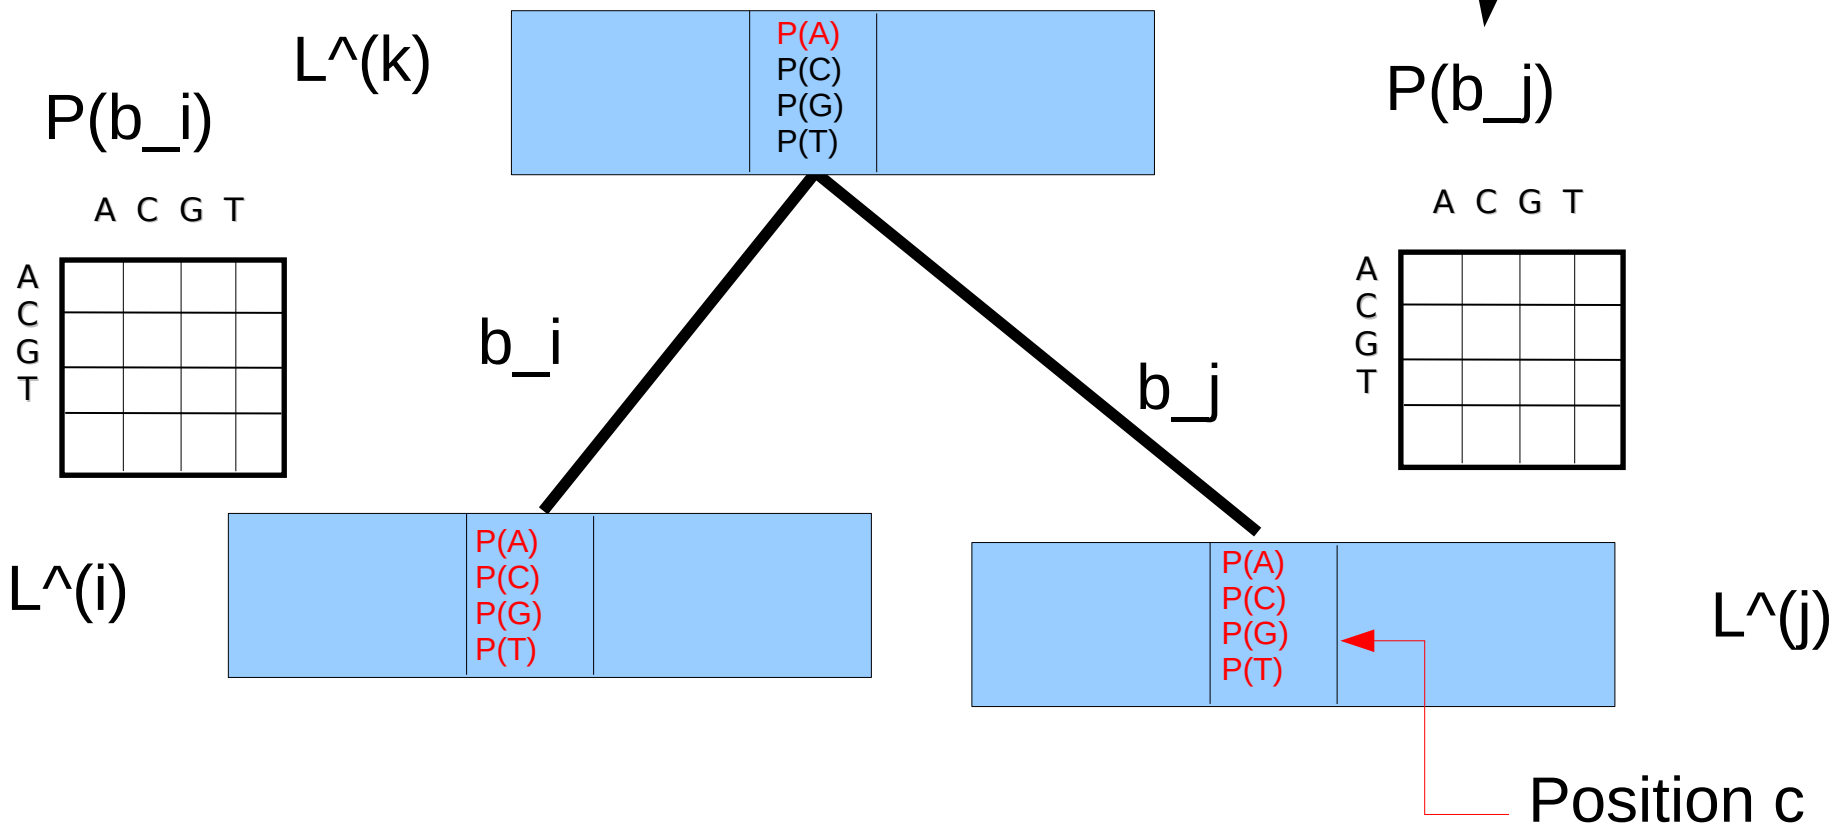 L^(k)
P(A)
P(C)
P(G)
P(T)
P(b_i)
A C G T
A
C
G
T
P(b_j)
A C G T
A
C
G
T
b_i
b_j
L^(i)
P(A)
P(C)
P(G)
P(T)
P(A)
P(C)
P(G)
P(T)
L^(j)
Position c